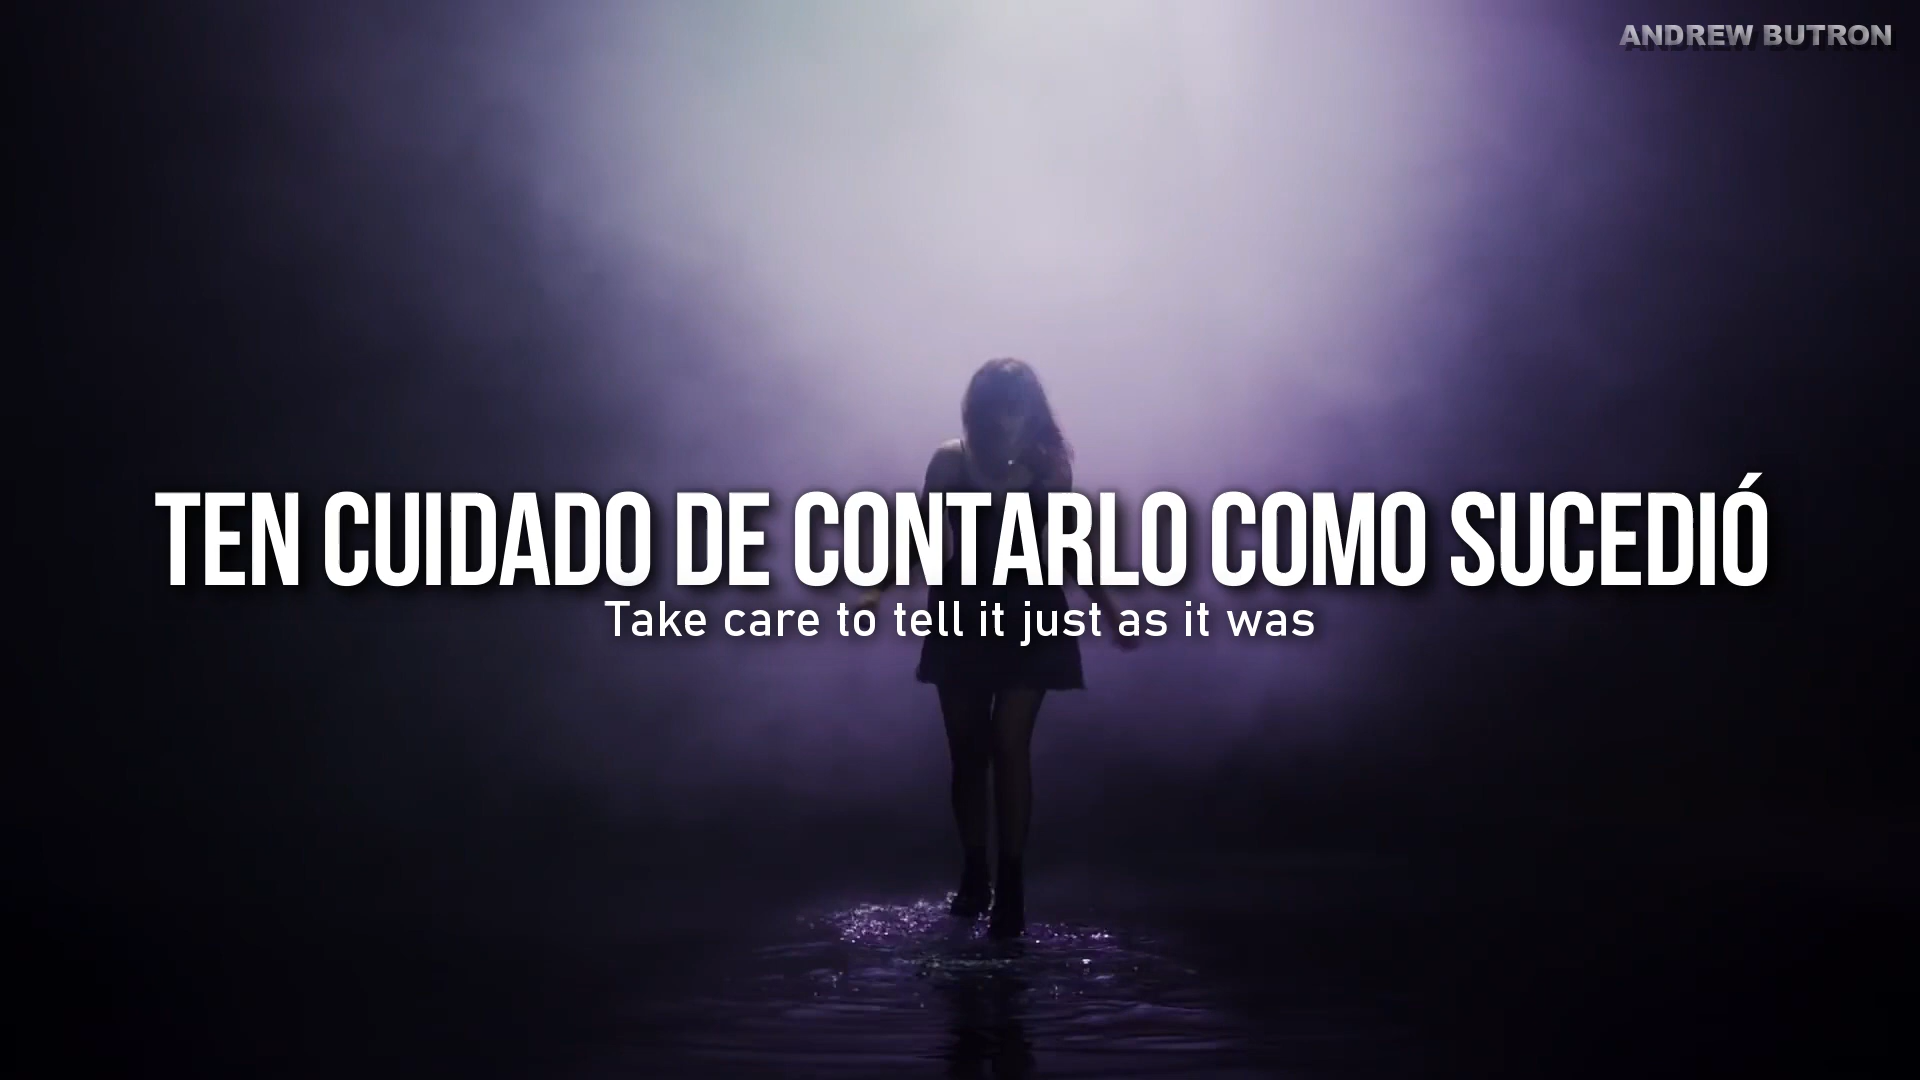 ANDREW BUTRON
TEN CUIDADO DE CONTARLO COMO SUCEDIÓ
Take care to tell it just as it was